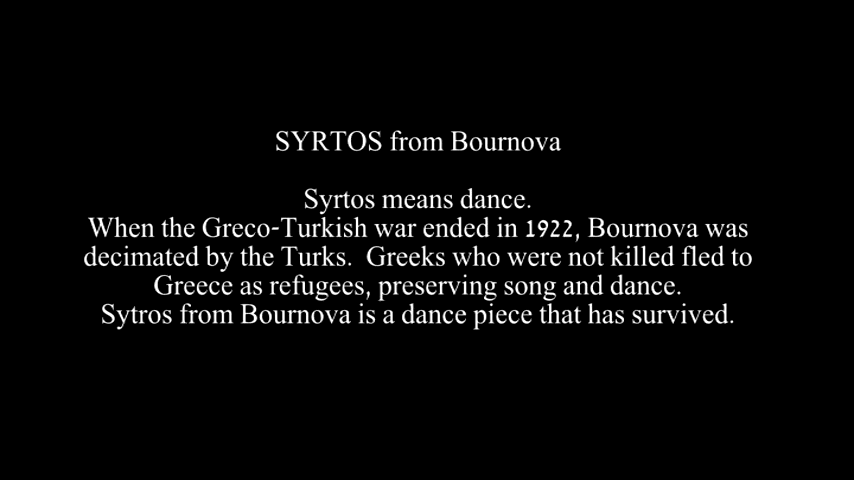 SYRTOS from Bournova
Syrtos means dance.
When the Greco-Turkish war ended in 1922, Bournova was
decimated by the Turks.  Greeks who were not killed fled to
Greece as refugees, preserving song and dance.
Sytros from Bournova is a dance piece that has survived.